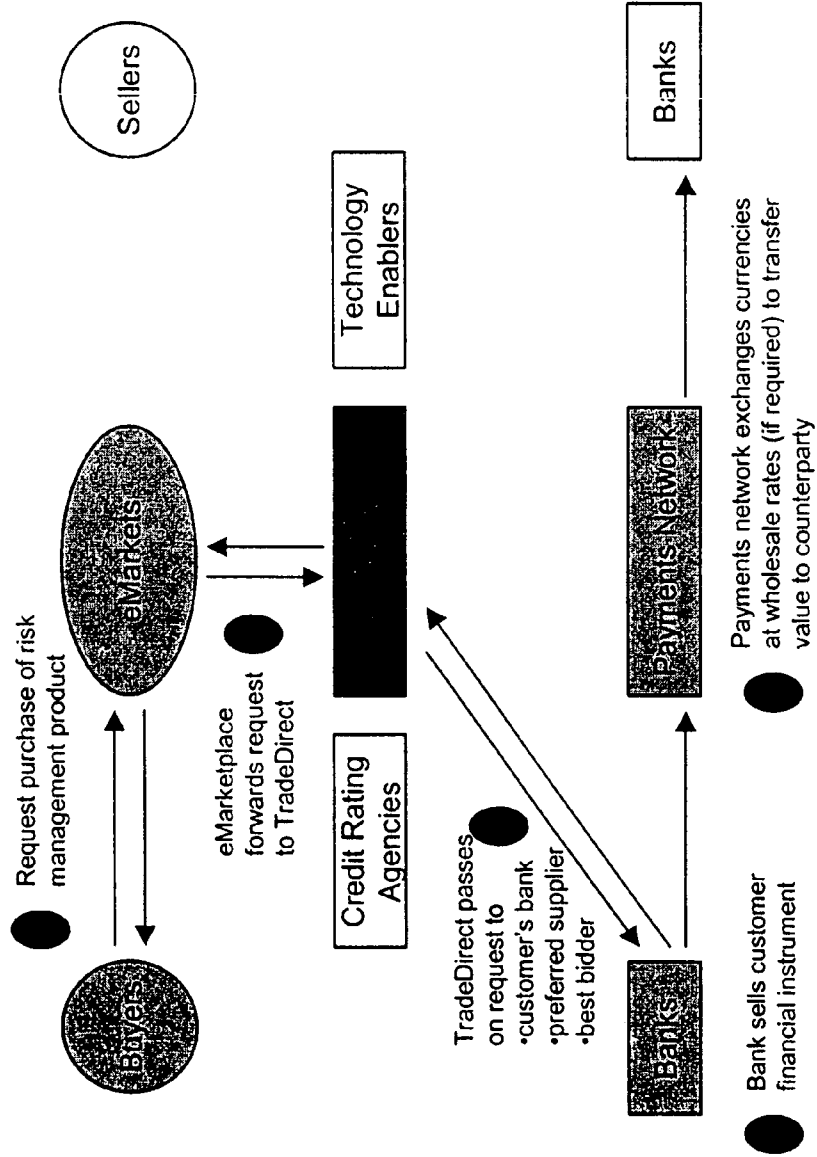 Request purchase of risk
management product
Buyers
eMarkets
Sellers
eMarketplace
forwards request
to TradeDirect
Credit Rating
Agencies
Technology
Enablers
TradeDirect passes
on request to
•customer's bank
•preferred supplier
•best bidder
Banks
Payments Network
Banks
Bank sells customer
financial instrument
Payments network exchanges currencies
at wholesale rates (if required) to transfer
value to counterparty